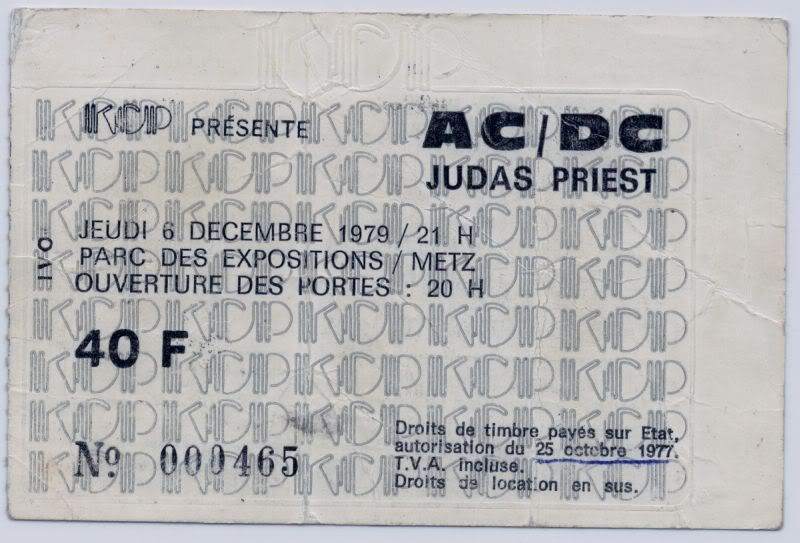 KCP PRÉSENTE
AC/DC
JUDAS PRIEST
JEUDI 6 DECEMBRE 1979 / 21 H
PARC DES EXPOSITIONS / METZ
OUVERTURE DES PORTES : 20 H
IVO
40 F
Nº 000465
Droits de timbre payés sur Etat,
autorisation du 25 octobre 1977.
T.V.A. incluse.
Droits de location en sus.